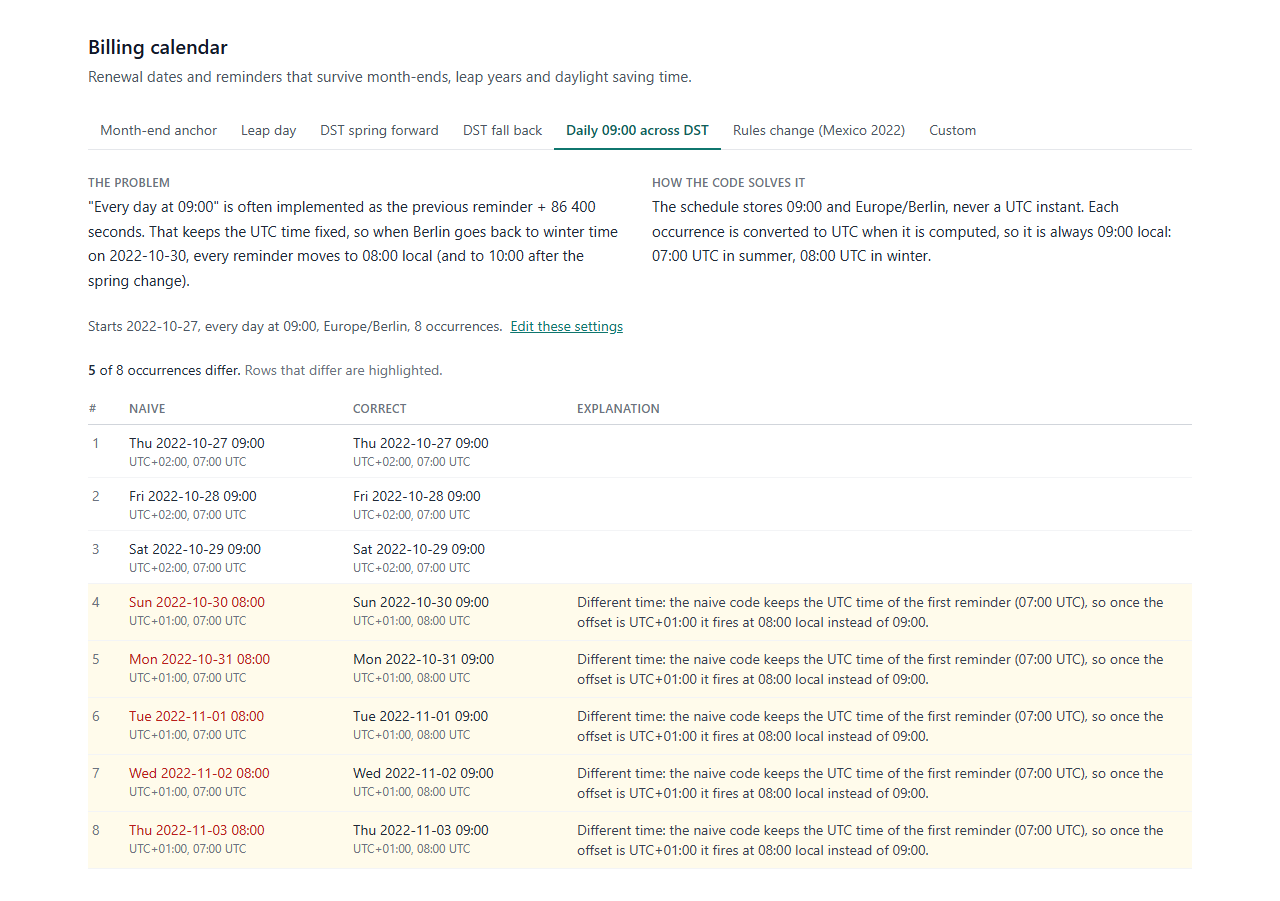 Billing calendar
Renewal dates and reminders that survive month-ends, leap years and daylight saving time.
Month-end anchor Leap day DST spring forward DST fall back Daily 09:00 across DST Rules change (Mexico 2022) Custom
THE PROBLEM
"Every day at 09:00" is often implemented as the previous reminder + 86 400
seconds. That keeps the UTC time fixed, so when Berlin goes back to winter time
on 2022-10-30, every reminder moves to 08:00 local (and to 10:00 after the
spring change).
HOW THE CODE SOLVES IT
The schedule stores 09:00 and Europe/Berlin, never a UTC instant. Each
occurrence is converted to UTC when it is computed, so it is always 09:00 local:
07:00 UTC in summer, 08:00 UTC in winter.
Starts 2022-10-27, every day at 09:00, Europe/Berlin, 8 occurrences. Edit these settings
5 of 8 occurrences differ. Rows that differ are highlighted.
# NAIVE CORRECT EXPLANATION
1 Thu 2022-10-27 09:00 Thu 2022-10-27 09:00
UTC+02:00, 07:00 UTC UTC+02:00, 07:00 UTC
2 Fri 2022-10-28 09:00 Fri 2022-10-28 09:00
UTC+02:00, 07:00 UTC UTC+02:00, 07:00 UTC
3 Sat 2022-10-29 09:00 Sat 2022-10-29 09:00
UTC+02:00, 07:00 UTC UTC+02:00, 07:00 UTC
4 Sun 2022-10-30 08:00 Sun 2022-10-30 09:00 Different time: the naive code keeps the UTC time of the first reminder (07:00 UTC), so once the
UTC+01:00, 07:00 UTC UTC+01:00, 08:00 UTC offset is UTC+01:00 it fires at 08:00 local instead of 09:00.
5 Mon 2022-10-31 08:00 Mon 2022-10-31 09:00 Different time: the naive code keeps the UTC time of the first reminder (07:00 UTC), so once the
UTC+01:00, 07:00 UTC UTC+01:00, 08:00 UTC offset is UTC+01:00 it fires at 08:00 local instead of 09:00.
6 Tue 2022-11-01 08:00 Tue 2022-11-01 09:00 Different time: the naive code keeps the UTC time of the first reminder (07:00 UTC), so once the
UTC+01:00, 07:00 UTC UTC+01:00, 08:00 UTC offset is UTC+01:00 it fires at 08:00 local instead of 09:00.
7 Wed 2022-11-02 08:00 Wed 2022-11-02 09:00 Different time: the naive code keeps the UTC time of the first reminder (07:00 UTC), so once the
UTC+01:00, 07:00 UTC UTC+01:00, 08:00 UTC offset is UTC+01:00 it fires at 08:00 local instead of 09:00.
8 Thu 2022-11-03 08:00 Thu 2022-11-03 09:00 Different time: the naive code keeps the UTC time of the first reminder (07:00 UTC), so once the
UTC+01:00, 07:00 UTC UTC+01:00, 08:00 UTC offset is UTC+01:00 it fires at 08:00 local instead of 09:00.